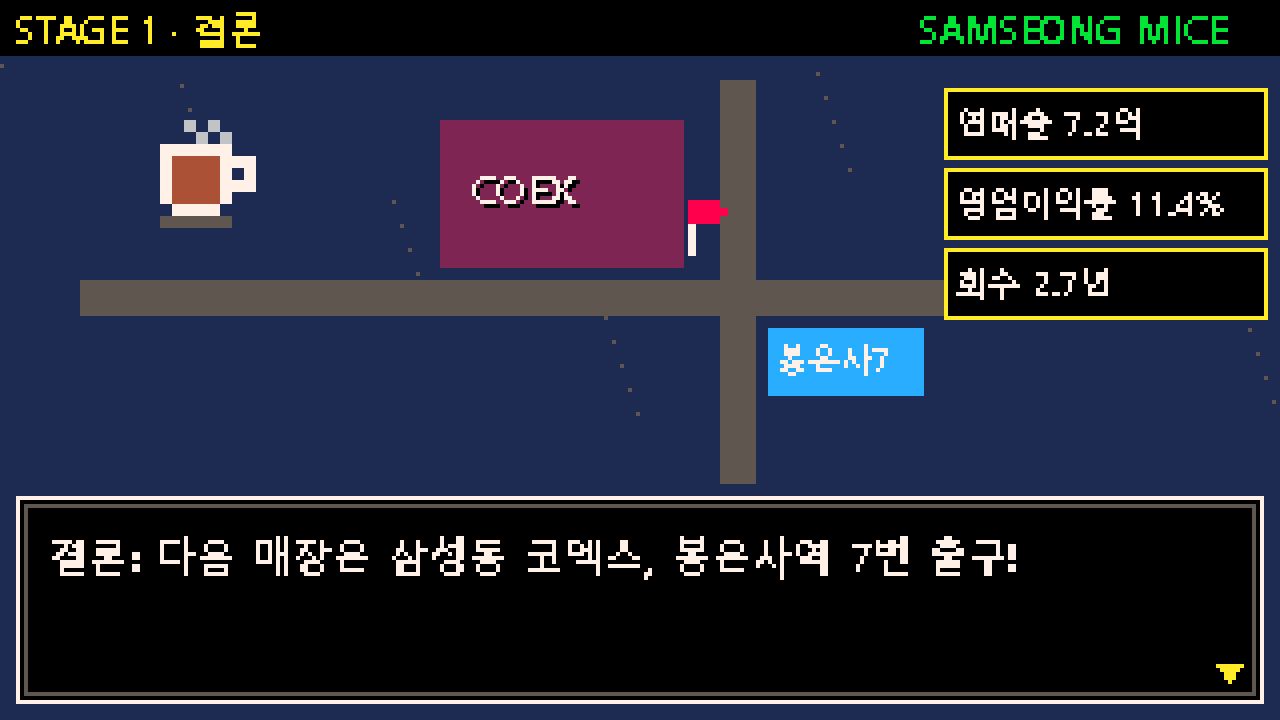 STAGE 1 · 결론
SAMSEONG MICE
COEX
연매출 7.2억
영업이익률 11.4%
회수 2.7년
봉은사7
결론: 다음 매장은 삼성동 코엑스, 봉은사역 7번 출구!